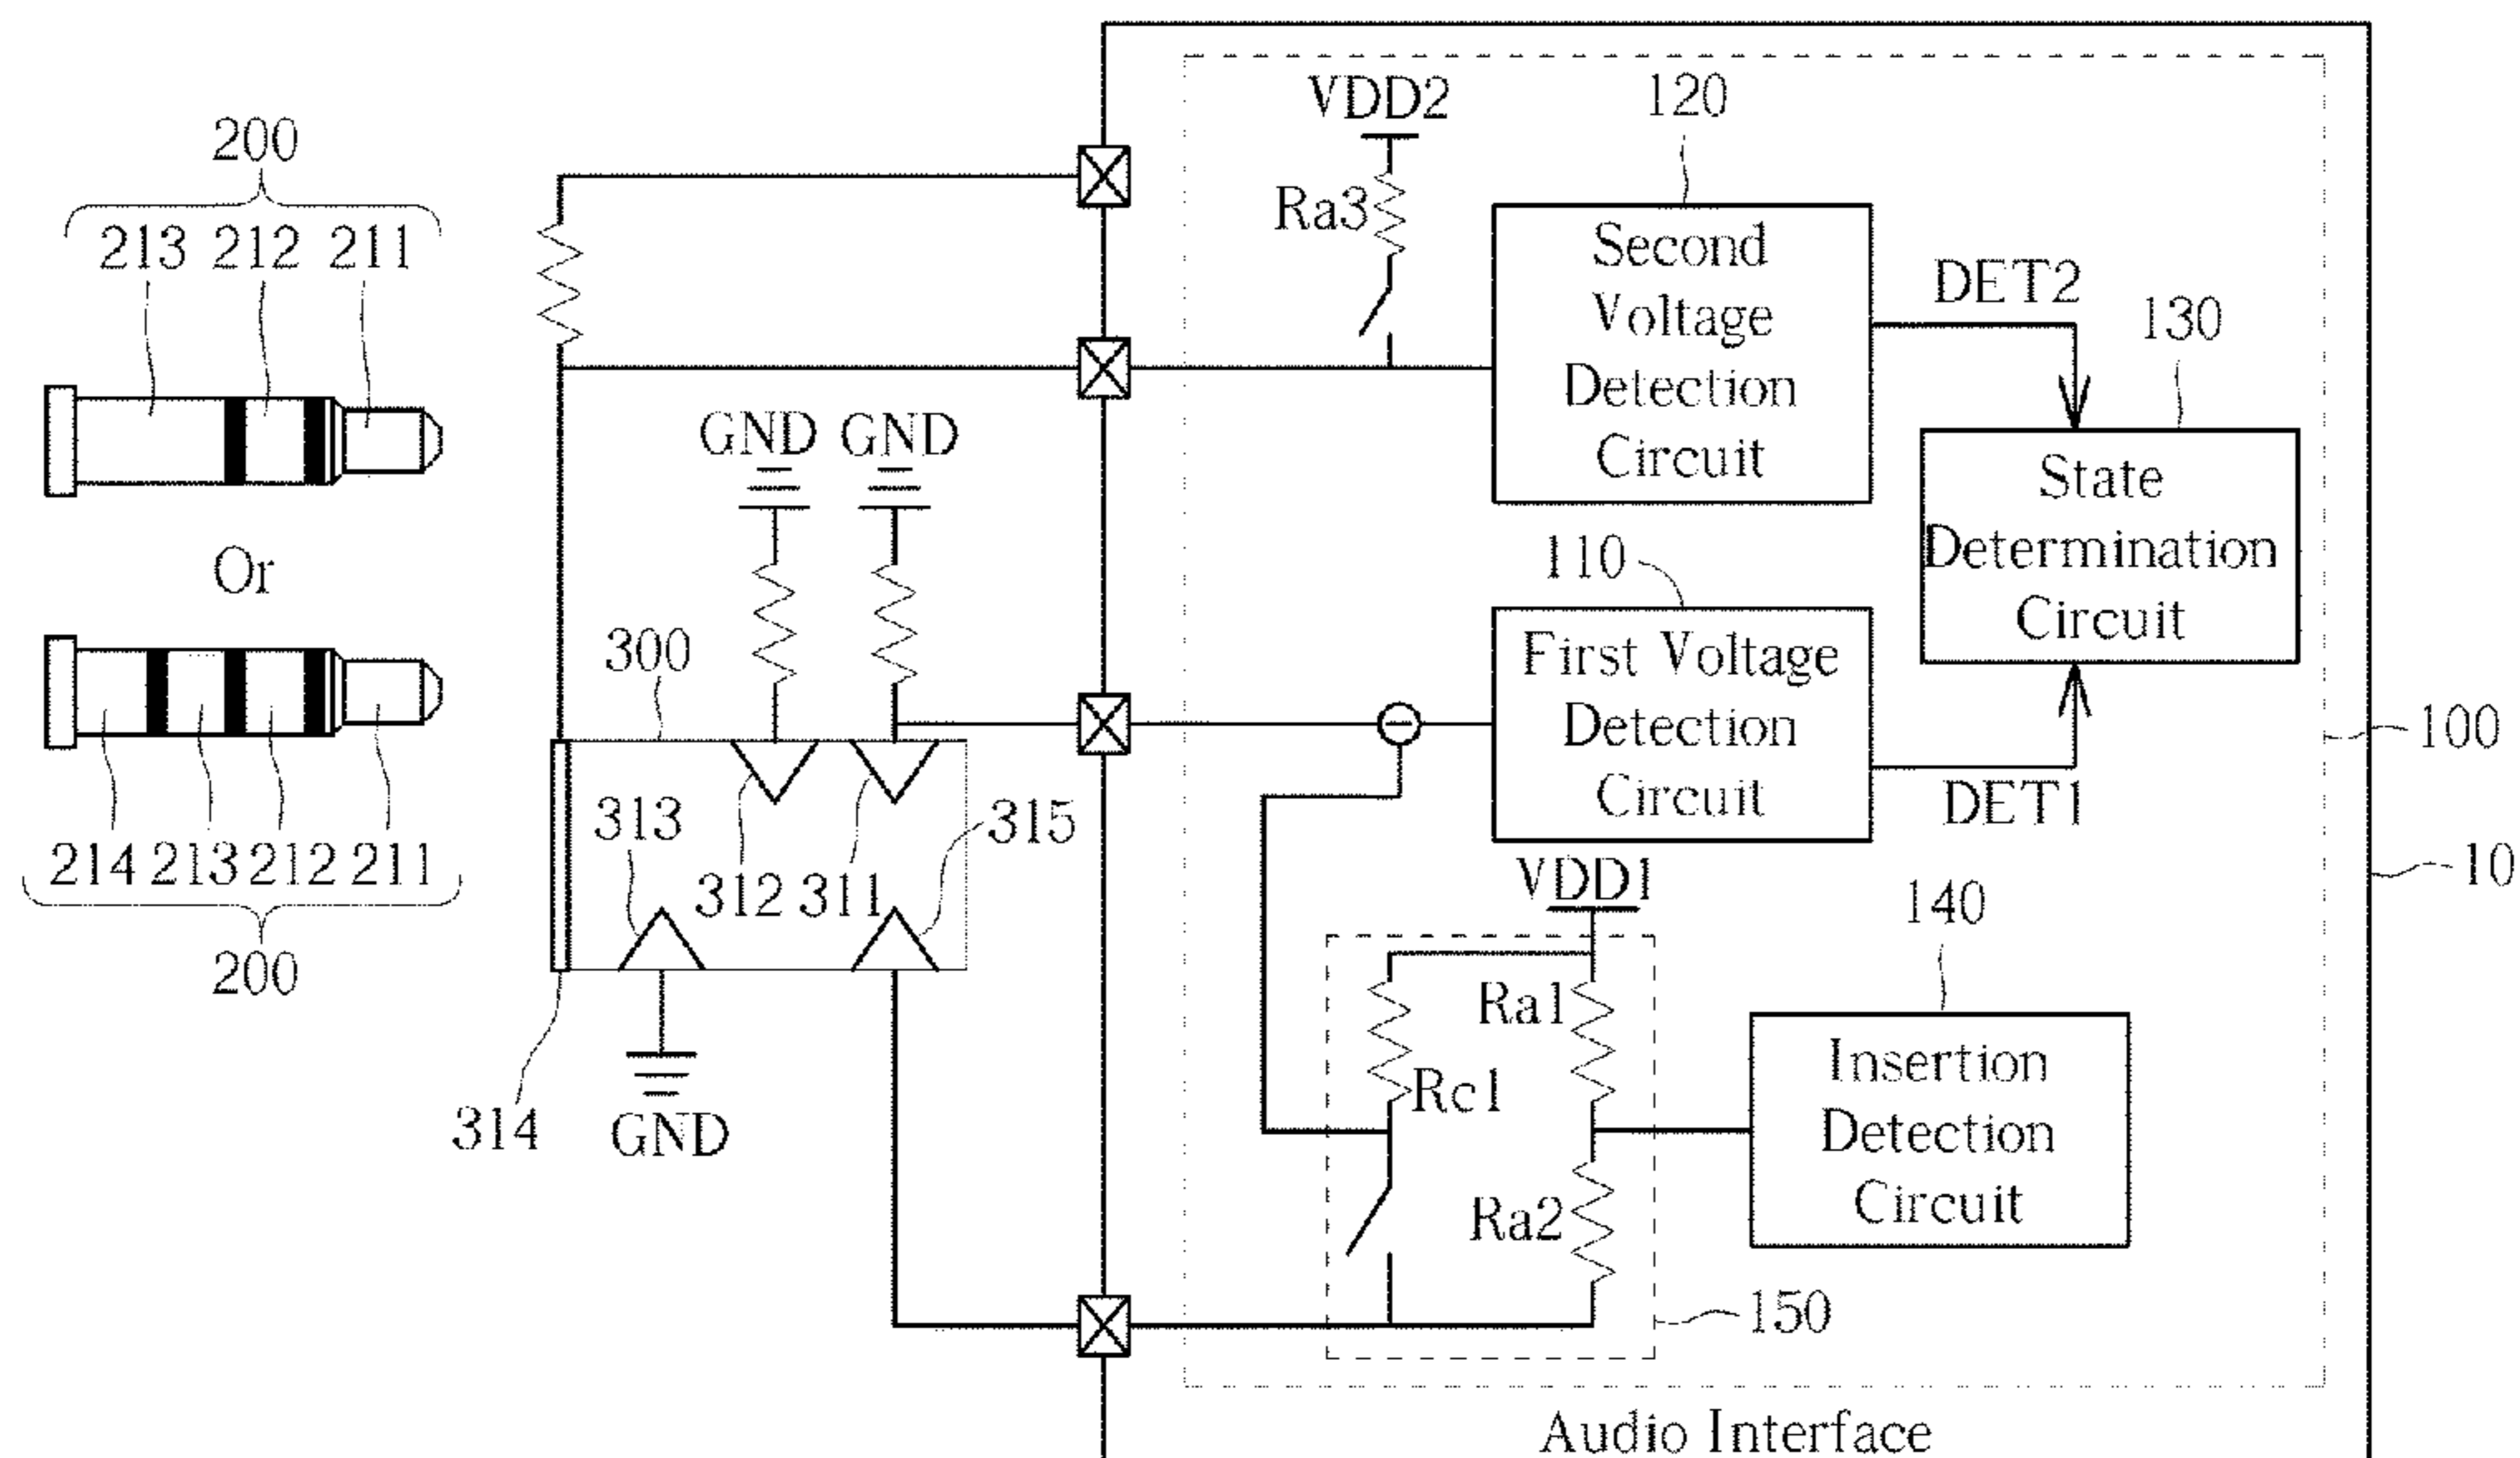 200
213 212 211
Or
214 213 212 211
200
GND GND
300
313
312 311
315
314
GND
VDD2
Ra3
120
Second
Voltage
Detection
Circuit
DET2
130
State
Determination
Circuit
110
First Voltage
Detection
Circuit
DET1
100
10
VDD1
Ra1
Rc1
Ra2
140
Insertion
Detection
Circuit
150
Audio Interface